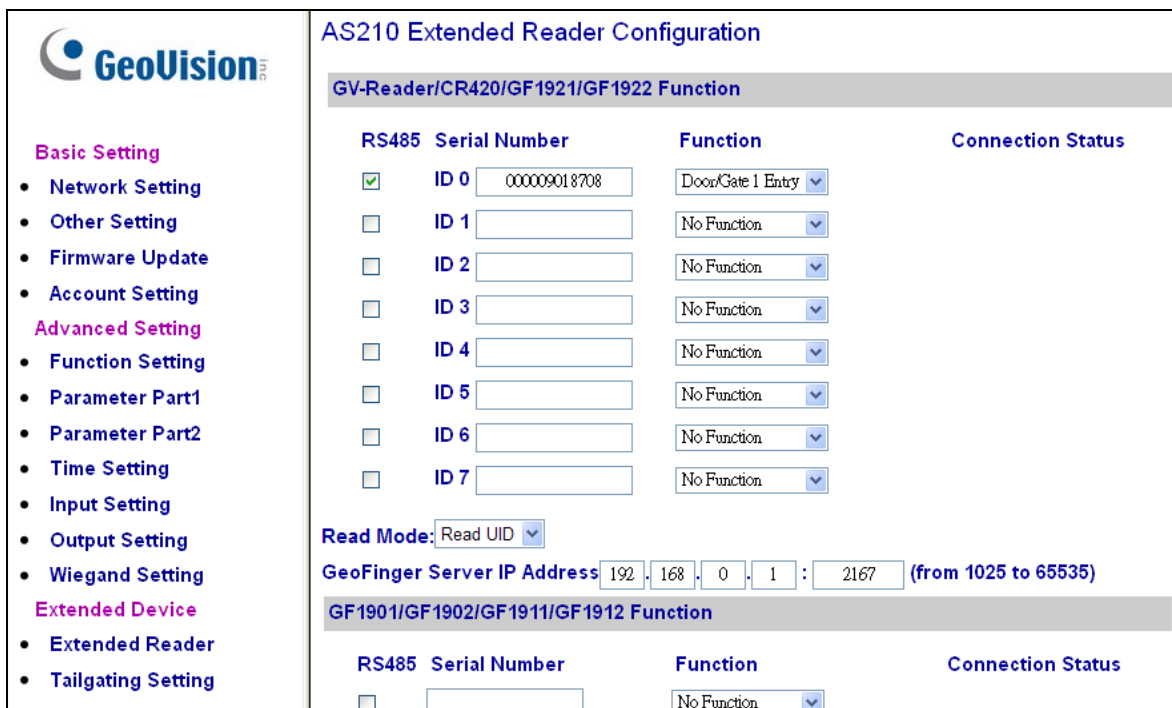 GeoVision inc
Basic Setting
• Network Setting
• Other Setting
• Firmware Update
• Account Setting
Advanced Setting
• Function Setting
• Parameter Part1
• Parameter Part2
• Time Setting
• Input Setting
• Output Setting
• Wiegand Setting
Extended Device
• Extended Reader
• Tailgating Setting
AS210 Extended Reader Configuration
GV-Reader/CR420/GF1921/GF1922 Function
RS485 Serial Number Function Connection Status
ID 0 000009018708 Door/Gate 1 Entry
ID 1 No Function
ID 2 No Function
ID 3 No Function
ID 4 No Function
ID 5 No Function
ID 6 No Function
ID 7 No Function
Read Mode: Read UID
GeoFinger Server IP Address 192 . 168 . 0 . 1 : 2167 (from 1025 to 65535)
GF1901/GF1902/GF1911/GF1912 Function
RS485 Serial Number Function Connection Status
No Function